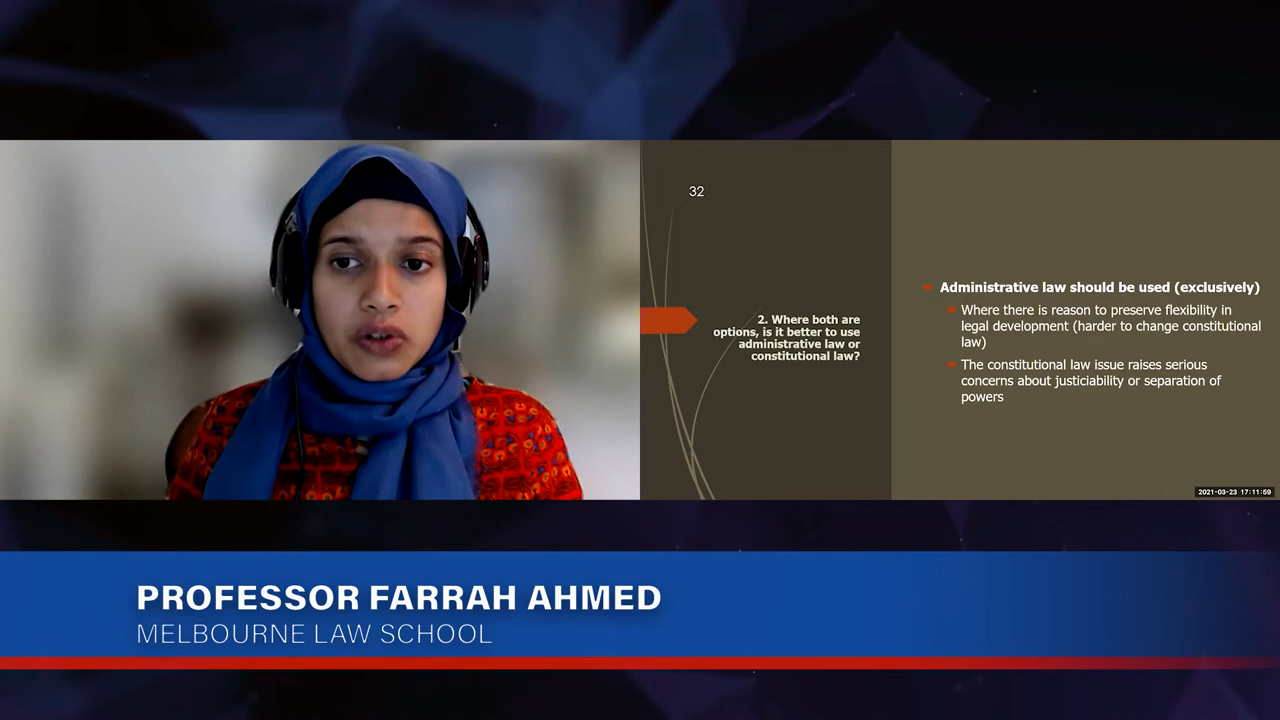 32
2. Where both are
options, is it better to use
administrative law or
constitutional law?
Administrative law should be used (exclusively)
Where there is reason to preserve flexibility in
legal development (harder to change constitutional
law)
The constitutional law issue raises serious
concerns about justiciability or separation of
powers
2021-03-23 17:11:59
PROFESSOR FARRAH AHMED
MELBOURNE LAW SCHOOL